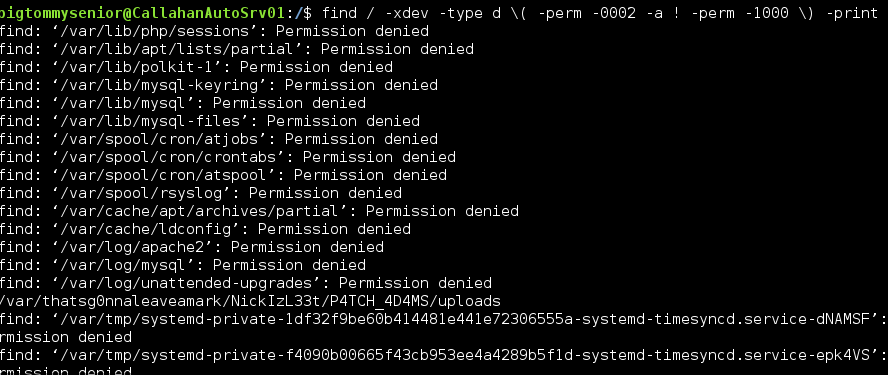 bigtommysenior@CallahanAutoSrv01:/$ find / -xdev -type d \( -perm -0002 -a ! -perm -1000 \) -print
find: ‘/var/lib/php/sessions’: Permission denied
find: ‘/var/lib/apt/lists/partial’: Permission denied
find: ‘/var/lib/polkit-1’: Permission denied
find: ‘/var/lib/mysql-keyring’: Permission denied
find: ‘/var/lib/mysql’: Permission denied
find: ‘/var/lib/mysql-files’: Permission denied
find: ‘/var/spool/cron/atjobs’: Permission denied
find: ‘/var/spool/cron/crontabs’: Permission denied
find: ‘/var/spool/cron/atspool’: Permission denied
find: ‘/var/spool/rsyslog’: Permission denied
find: ‘/var/cache/apt/archives/partial’: Permission denied
find: ‘/var/cache/ldconfig’: Permission denied
find: ‘/var/log/apache2’: Permission denied
find: ‘/var/log/mysql’: Permission denied
find: ‘/var/log/unattended-upgrades’: Permission denied
/var/thatsg0nnaleaveamark/NickIzL33t/P4TCH_4D4MS/uploads
find: ‘/var/tmp/systemd-private-1df32f9be60b414481e441e72306555a-systemd-timesyncd.service-dNAMSF’:
rmission denied
find: ‘/var/tmp/systemd-private-f4090b00665f43cb953ee4a4289b5f1d-systemd-timesyncd.service-epk4VS’:
rmission denied